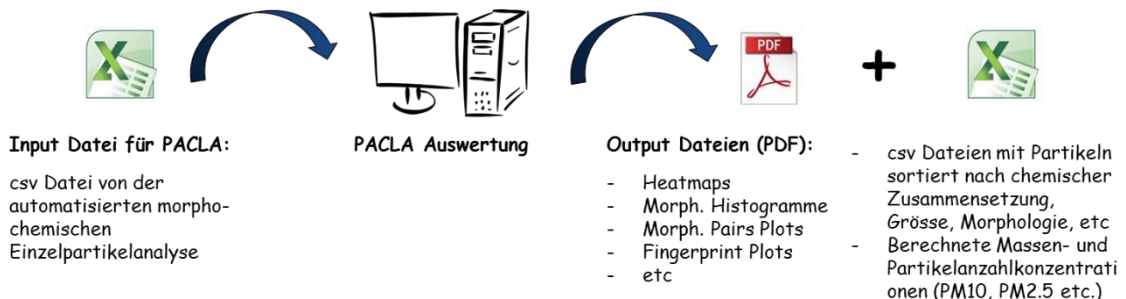 PDF
+
Input Datei für PACLA:
csv Datei von der
automatisierten morpho-
chemischen
Einzelpartikelanalyse
PACLA Auswertung
Output Dateien (PDF):
- Heatmaps
- Morph. Histogramme
- Morph. Pairs Plots
- Fingerprint Plots
- etc
- csv Dateien mit Partikeln
sortiert nach chemischer
Zusammensetzung,
Grösse, Morphologie, etc
- Berechnete Massen- und
Partikelanzahlkonzentrati
onen (PM10, PM2.5 etc.)